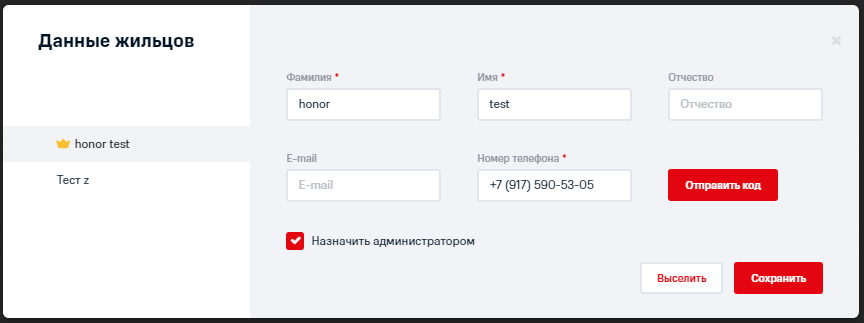 Данные жильцов
honor test
Тест z
Фамилия *
Имя *
Отчество
honor
test
Отчество
E-mail
Номер телефона *
E-mail
+7 (917) 590-53-05
Отправить код
Назначить администратором
Выселить
Сохранить